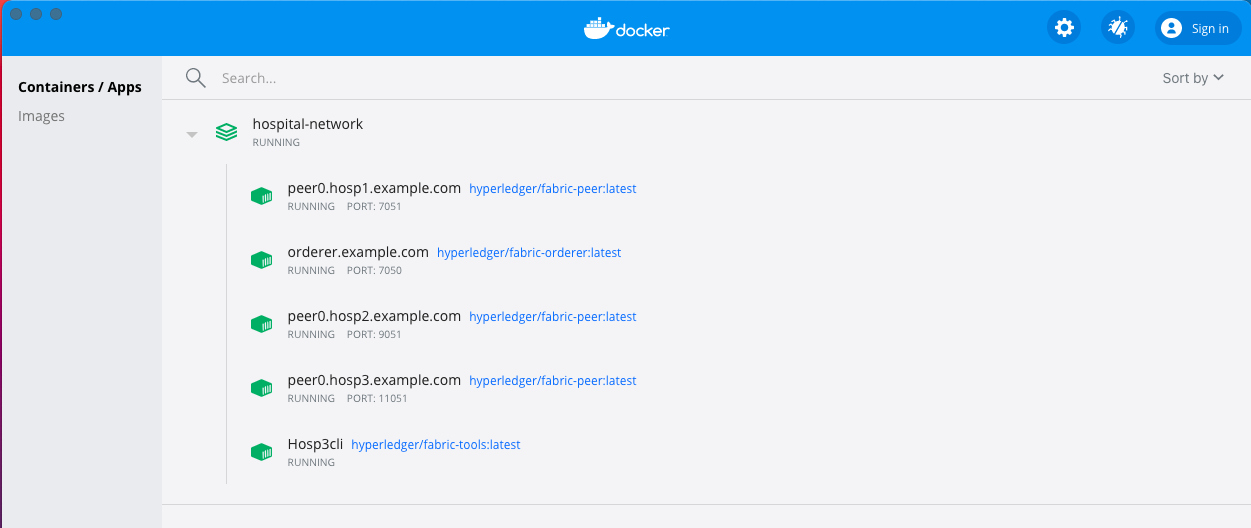 docker
Sign in
Containers / Apps
Images
Search...
Sort by
hospital-network
RUNNING
peer0.hosp1.example.com hyperledger/fabric-peer:latest
RUNNING PORT: 7051
orderer.example.com hyperledger/fabric-orderer:latest
RUNNING PORT: 7050
peer0.hosp2.example.com hyperledger/fabric-peer:latest
RUNNING PORT: 9051
peer0.hosp3.example.com hyperledger/fabric-peer:latest
RUNNING PORT: 11051
Hosp3cli hyperledger/fabric-tools:latest
RUNNING